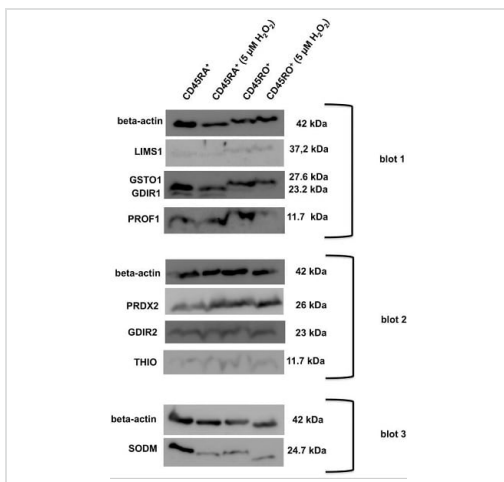 CD45RA⁺
CD45RA⁺ (5 µM H₂O₂)
CD45RO⁺
CD45RO⁺ (5 µM H₂O₂)
beta-actin 42 kDa
LIMS1 37,2 kDa
GSTO1 27.6 kDa
GDIR1 23.2 kDa
PROF1 11.7 kDa
blot 1
beta-actin 42 kDa
PRDX2 26 kDa
GDIR2 23 kDa
THIO 11.7 kDa
blot 2
beta-actin 42 kDa
SODM 24.7 kDa
blot 3